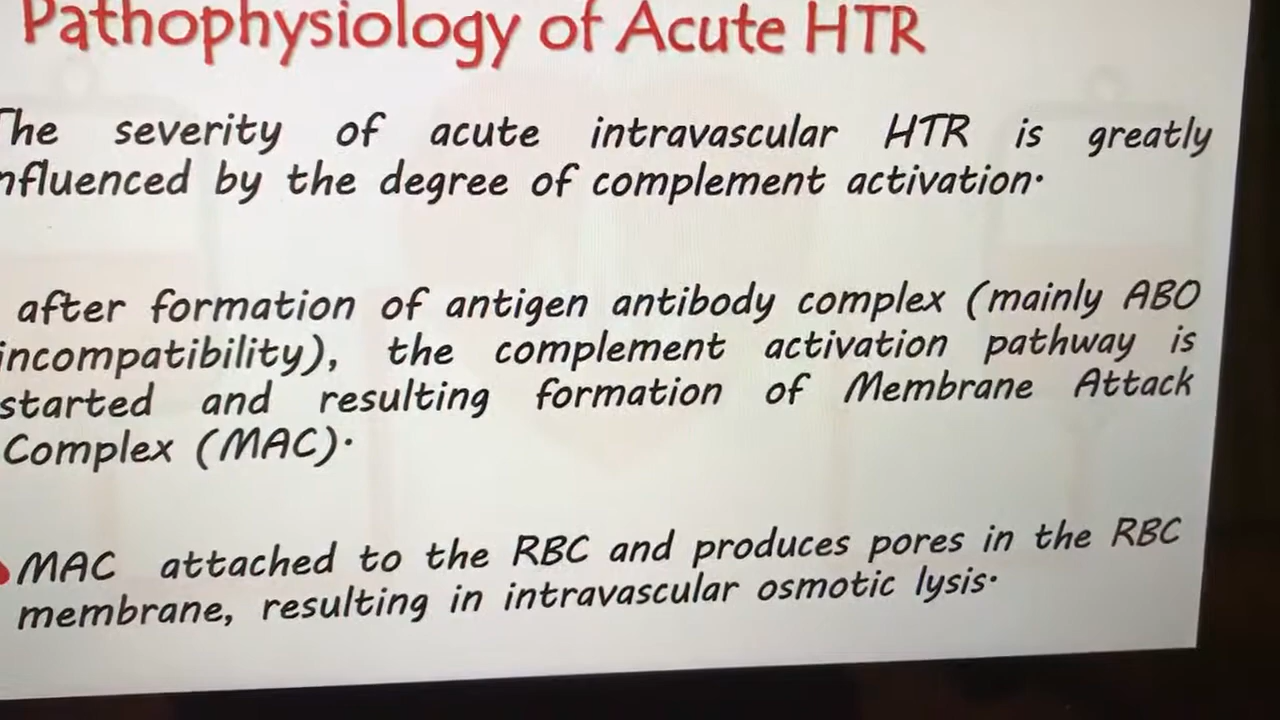 Pathophysiology of Acute HTR
The severity of acute intravascular HTR is greatly
nfluenced by the degree of complement activation.
after formation of antigen antibody complex (mainly ABO
incompatibility), the complement activation pathway is
started and resulting formation of Membrane Attack
Complex (MAC).
MAC attached to the RBC and produces pores in the RBC
membrane, resulting in intravascular osmotic lysis.